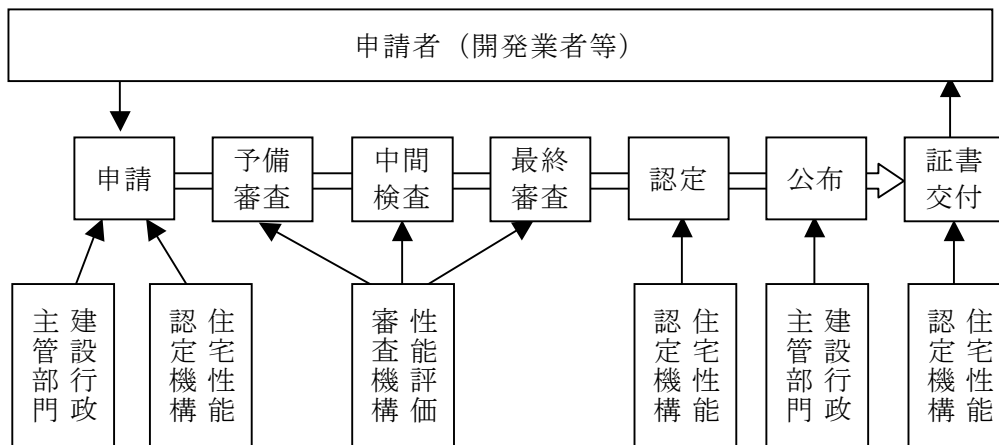 申請者（開発業者等）
申請
予備
審査
中間
検査
最終
審査
認定
公布
証書
交付
建設行政
主管部門
住宅性能
認定機構
性能評価
審査機構
住宅性能
認定機構
建設行政
主管部門
住宅性能
認定機構